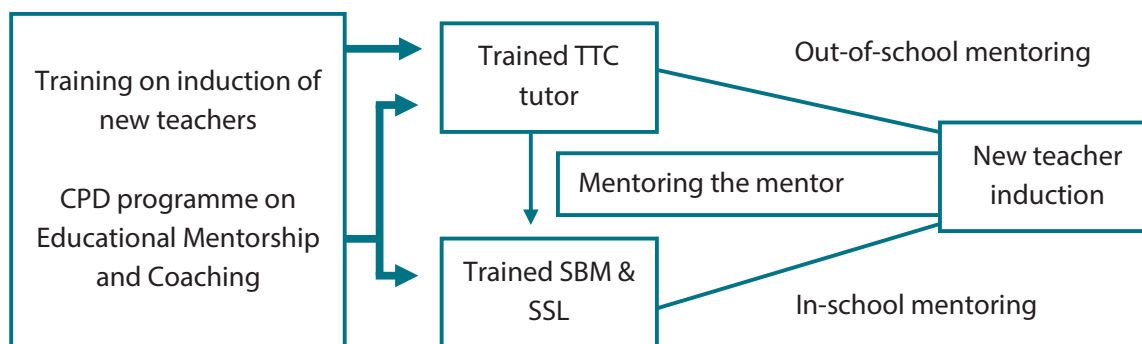 Training on induction of
new teachers
CPD programme on
Educational Mentorship
and Coaching
Trained TTC
tutor
Mentoring the mentor
Trained SBM &
SSL
Out-of-school mentoring
In-school mentoring
New teacher
induction